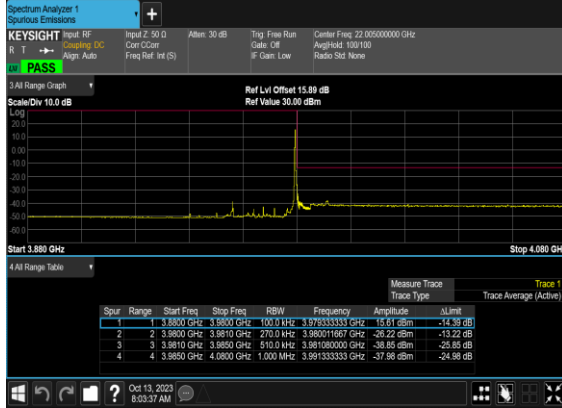 Spectrum Analyzer 1
Spurious Emissions
+
KEYSIGHT Input: RF Input Z: 50 Ω Atten: 30 dB Trig: Free Run Center Freq: 22.005000000 GHz
R T Coupling: DC Corr CCorr Gate: Off Avg|Hold: 100/100
Align: Auto Freq Ref: Int (S) IF Gain: Low Radio Std: None
PASS
3 All Range Graph
Ref Lvl Offset 15.89 dB
Scale/Div 10.0 dB Ref Value 30.00 dBm
Log
20.0
10.0
0.00
-10.0
-20.0
-30.0
-40.0
-50.0
-60.0
Start 3.880 GHz Stop 4.080 GH
4 All Range Table
Measure Trace Trace 1
Trace Type Trace Average (Active)
Spur Range Start Freq Stop Freq RBW Frequency Amplitude ΔLimit
1 1 3.8800 GHz 3.9800 GHz 100.0 kHz 3.979333333 GHz 15.61 dBm -14.39 dB
2 2 3.9800 GHz 3.9810 GHz 270.0 kHz 3.980011667 GHz -26.22 dBm -13.22 dB
3 3 3.9810 GHz 3.9850 GHz 510.0 kHz 3.981080000 GHz -38.85 dBm -25.85 dB
4 4 3.9850 GHz 4.0800 GHz 1.000 MHz 3.991333333 GHz -37.98 dBm -24.98 dB
? Oct 13, 2023
8:03:37 AM